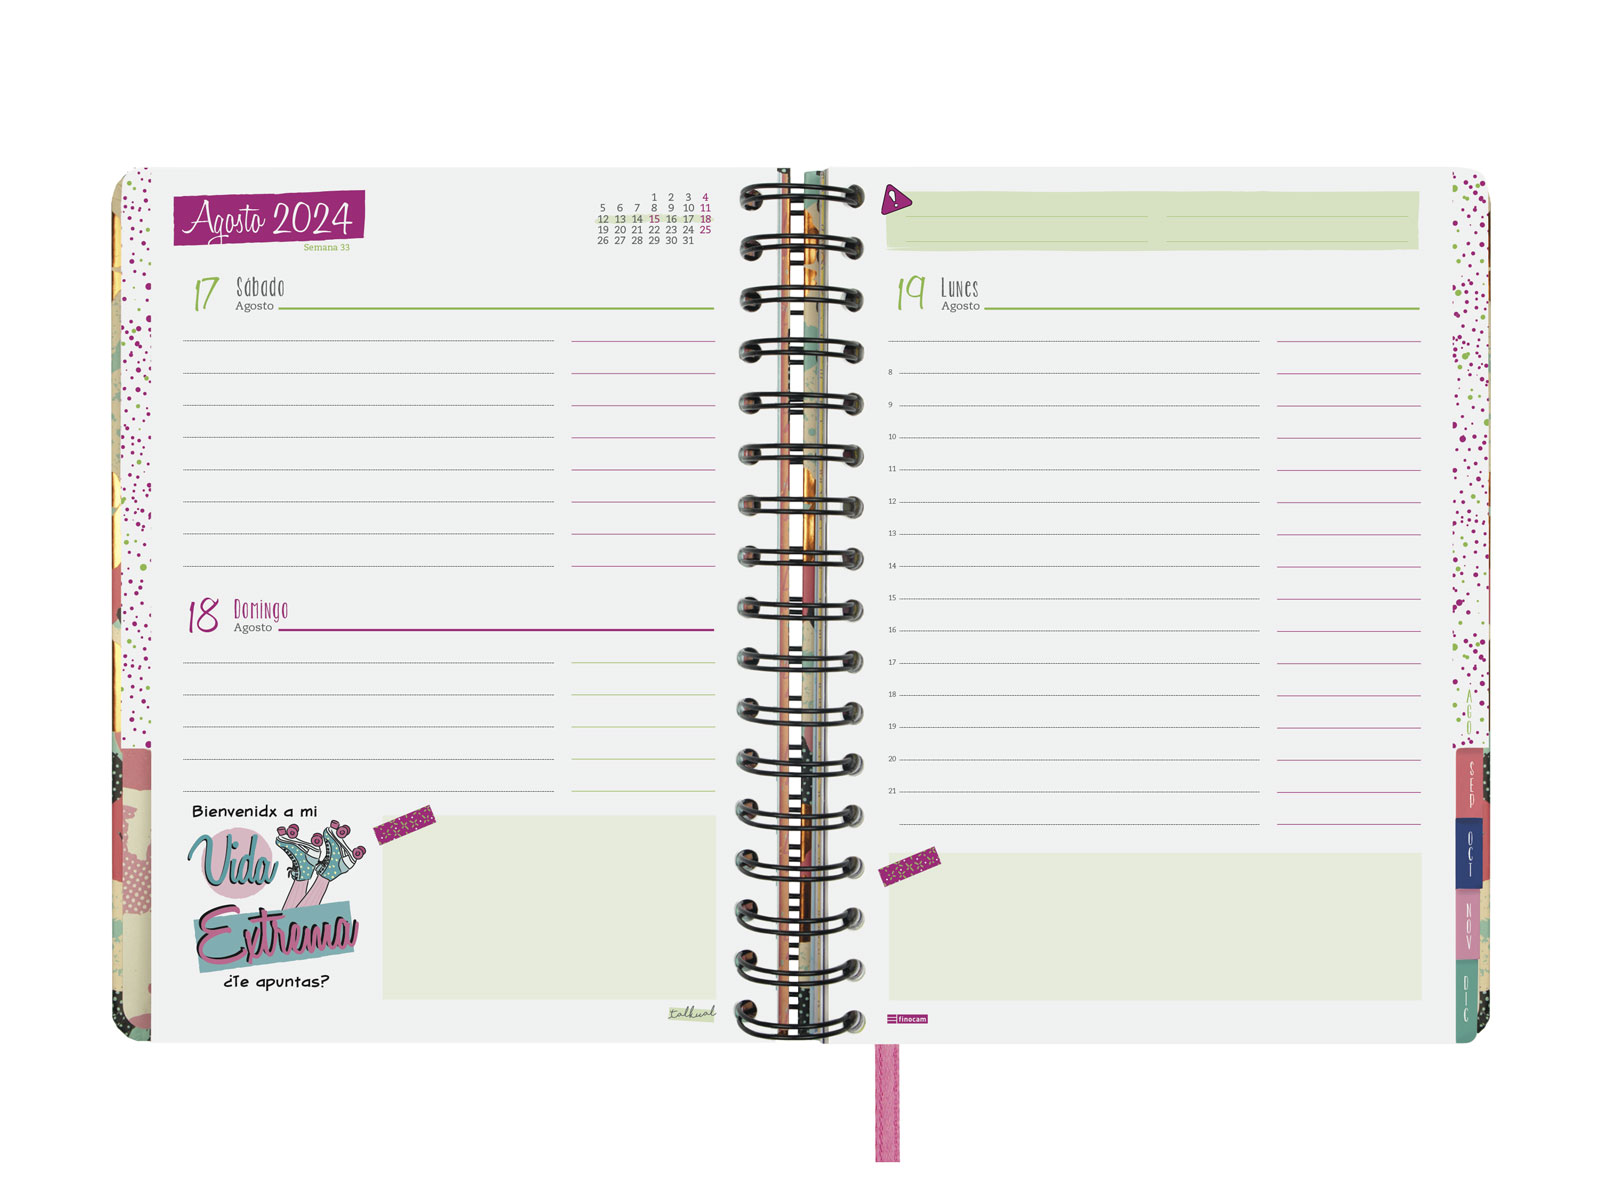 Agosto 2024
Semana 33
1 2 3 4
5 6 7 8 9 10 11
12 13 14 15 16 17 18
19 20 21 22 23 24 25
26 27 28 29 30 31
17 Sábado
Agosto
18 Domingo
Agosto
Bienvenidx a mi
Vida
Extrema
¿Te apuntas?
talkual
!
19 Lunes
Agosto
8
9
10
11
12
13
14
15
16
17
18
19
20
21
finocam
AGO
SEP
OCT
NOV
DIC